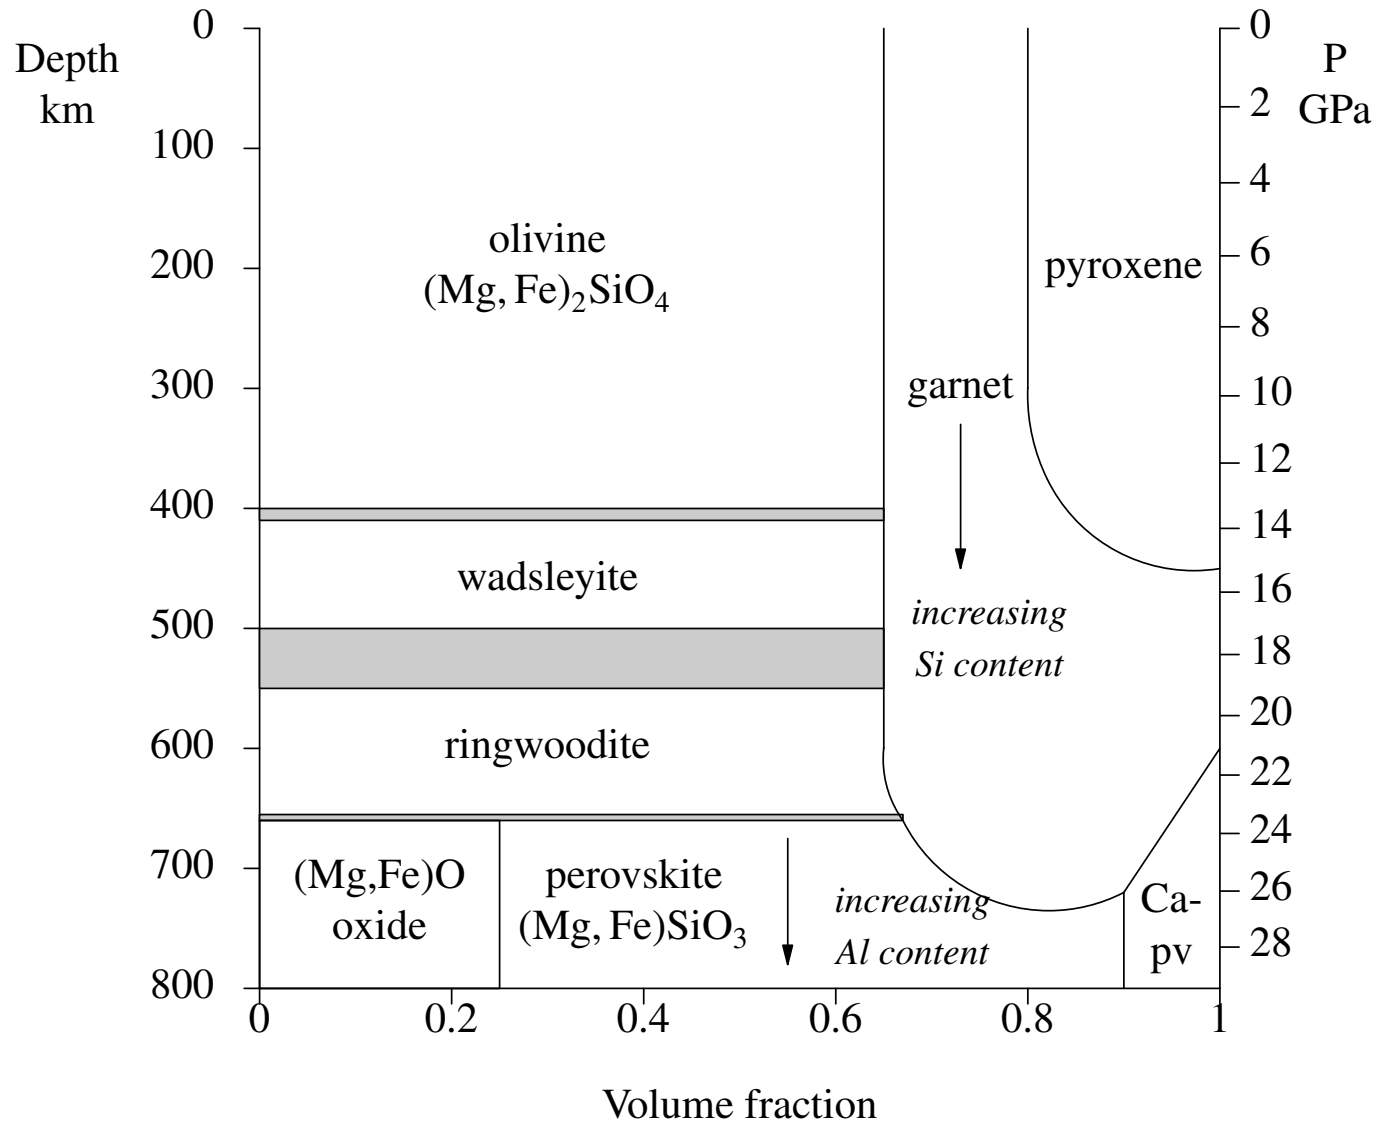 0
0
Depth
P
km
GPa
2
100
4
olivine
200
6
pyroxene
(Mg, Fe)₂SiO₄
8
300
garnet
10
12
400
14
wadsleyite
16
increasing
500
Si content
18
ringwoodite
20
600
22
24
(Mg,Fe)O
oxide
perovskite
(Mg, Fe)SiO₃
700
increasing
Al content
Ca-
pv
26
28
800
0
0.2
0.4
0.6
0.8
1
Volume fraction